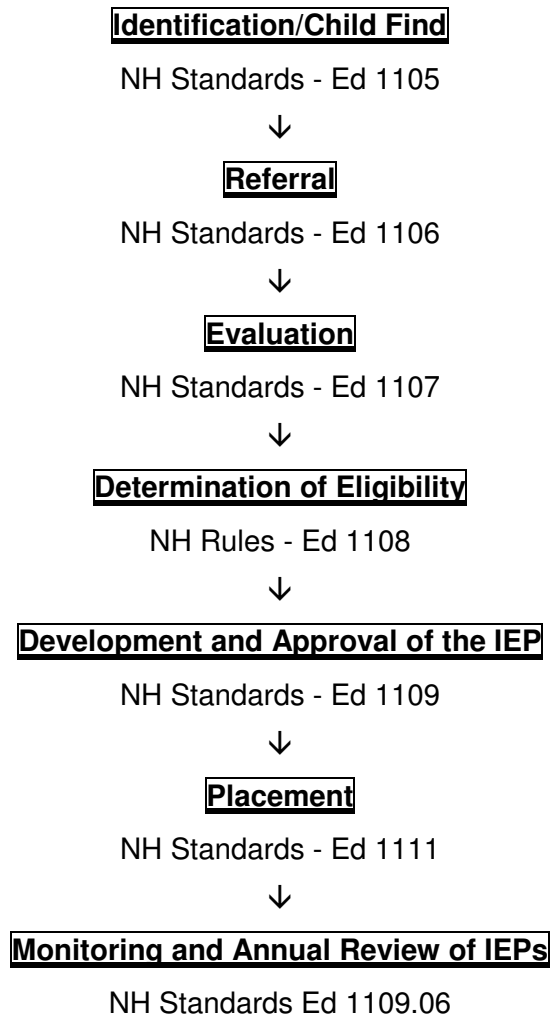 Identification/Child Find
NH Standards - Ed 1105
↓
Referral
NH Standards - Ed 1106
↓
Evaluation
NH Standards - Ed 1107
↓
Determination of Eligibility
NH Rules - Ed 1108
↓
Development and Approval of the IEP
NH Standards - Ed 1109
↓
Placement
NH Standards - Ed 1111
↓
Monitoring and Annual Review of IEPs
NH Standards Ed 1109.06